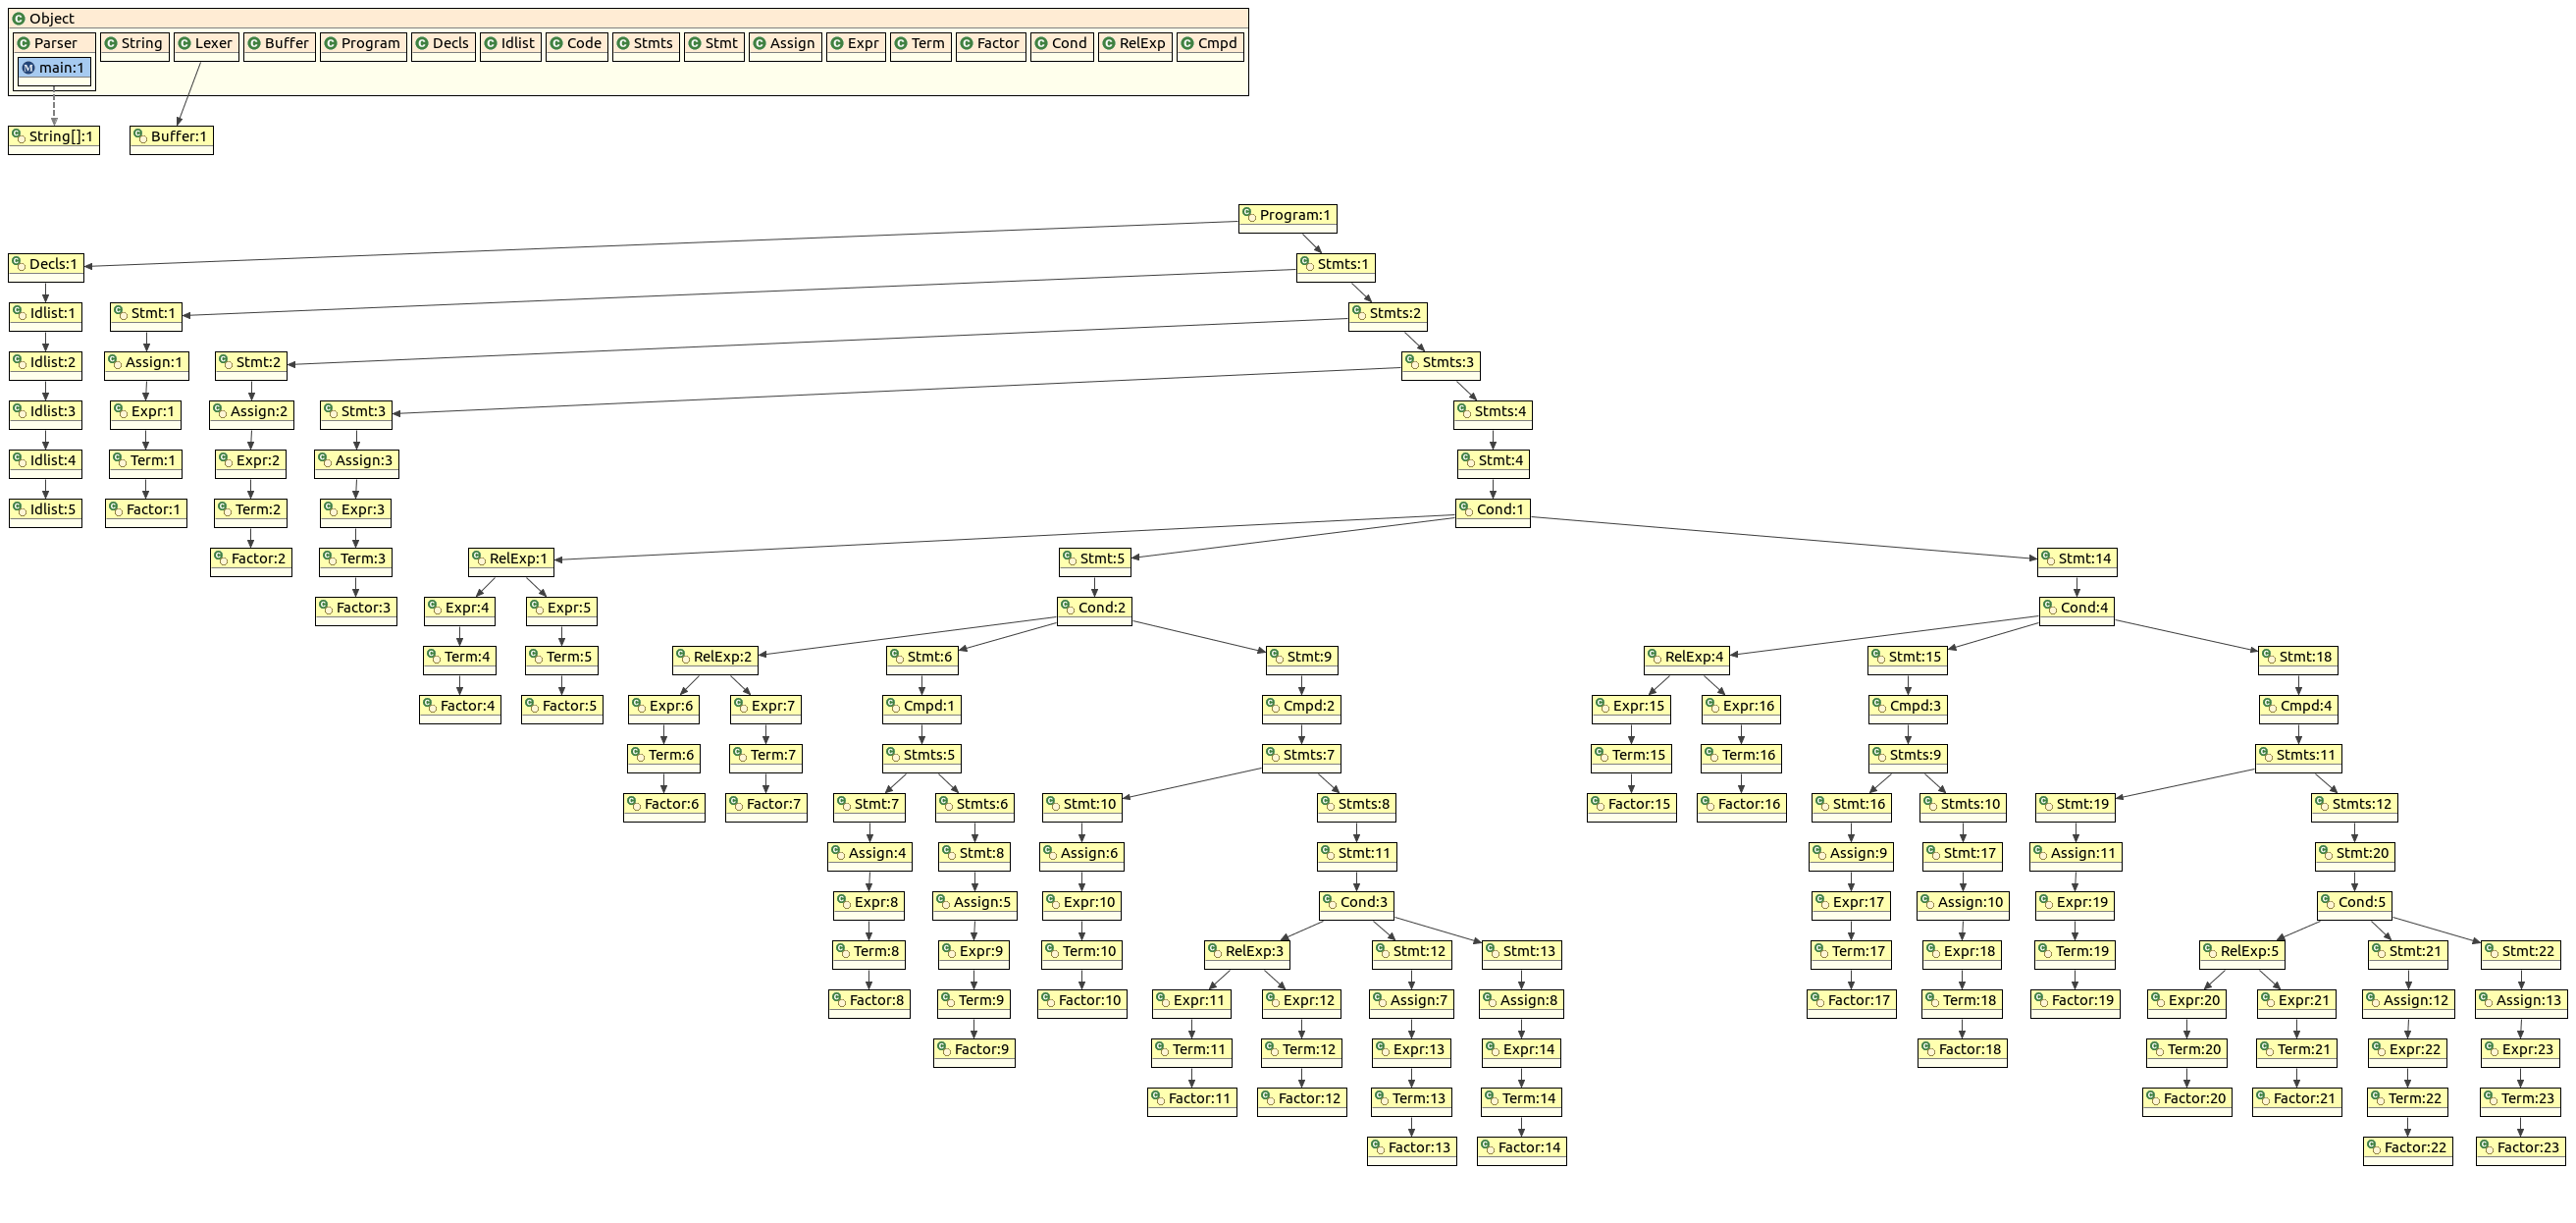 Object
Parser String Lexer Buffer Program Decls Idlist Code Stmts Stmt Assign Expr Term Factor Cond RelExp Cmpd
main:1
String[]:1 Buffer:1
Program:1
Decls:1 Stmts:1
Idlist:1 Stmt:1 Stmts:2
Idlist:2 Assign:1 Stmt:2 Stmts:3
Idlist:3 Expr:1 Assign:2 Stmt:3 Stmts:4
Idlist:4 Term:1 Expr:2 Assign:3 Stmt:4
Idlist:5 Factor:1 Term:2 Expr:3 Cond:1
Factor:2 Term:3 RelExp:1 Stmt:5 Stmt:14
Factor:3 Expr:4 Expr:5 Cond:2 Cond:4
Term:4 Term:5 RelExp:2 Stmt:6 Stmt:9 RelExp:4 Stmt:15 Stmt:18
Factor:4 Factor:5 Expr:6 Expr:7 Cmpd:1 Cmpd:2 Expr:15 Expr:16 Cmpd:3 Cmpd:4
Term:6 Term:7 Stmts:5 Stmts:7 Term:15 Term:16 Stmts:9 Stmts:11
Factor:6 Factor:7 Stmt:7 Stmts:6 Stmt:10 Stmts:8 Factor:15 Factor:16 Stmt:16 Stmts:10 Stmt:19 Stmts:12
Assign:4 Stmt:8 Assign:6 Stmt:11 Assign:9 Stmt:17 Assign:11 Stmt:20
Expr:8 Assign:5 Expr:10 Cond:3 Expr:17 Assign:10 Expr:19 Cond:5
Term:8 Expr:9 Term:10 RelExp:3 Stmt:12 Stmt:13 Term:17 Expr:18 Term:19 RelExp:5 Stmt:21 Stmt:22
Factor:8 Term:9 Factor:10 Expr:11 Expr:12 Assign:7 Assign:8 Factor:17 Term:18 Factor:19 Expr:20 Expr:21 Assign:12 Assign:13
Factor:9 Term:11 Term:12 Expr:13 Expr:14 Factor:18 Term:20 Term:21 Expr:22 Expr:23
Factor:11 Factor:12 Term:13 Term:14 Factor:20 Factor:21 Term:22 Term:23
Factor:13 Factor:14 Factor:22 Factor:23